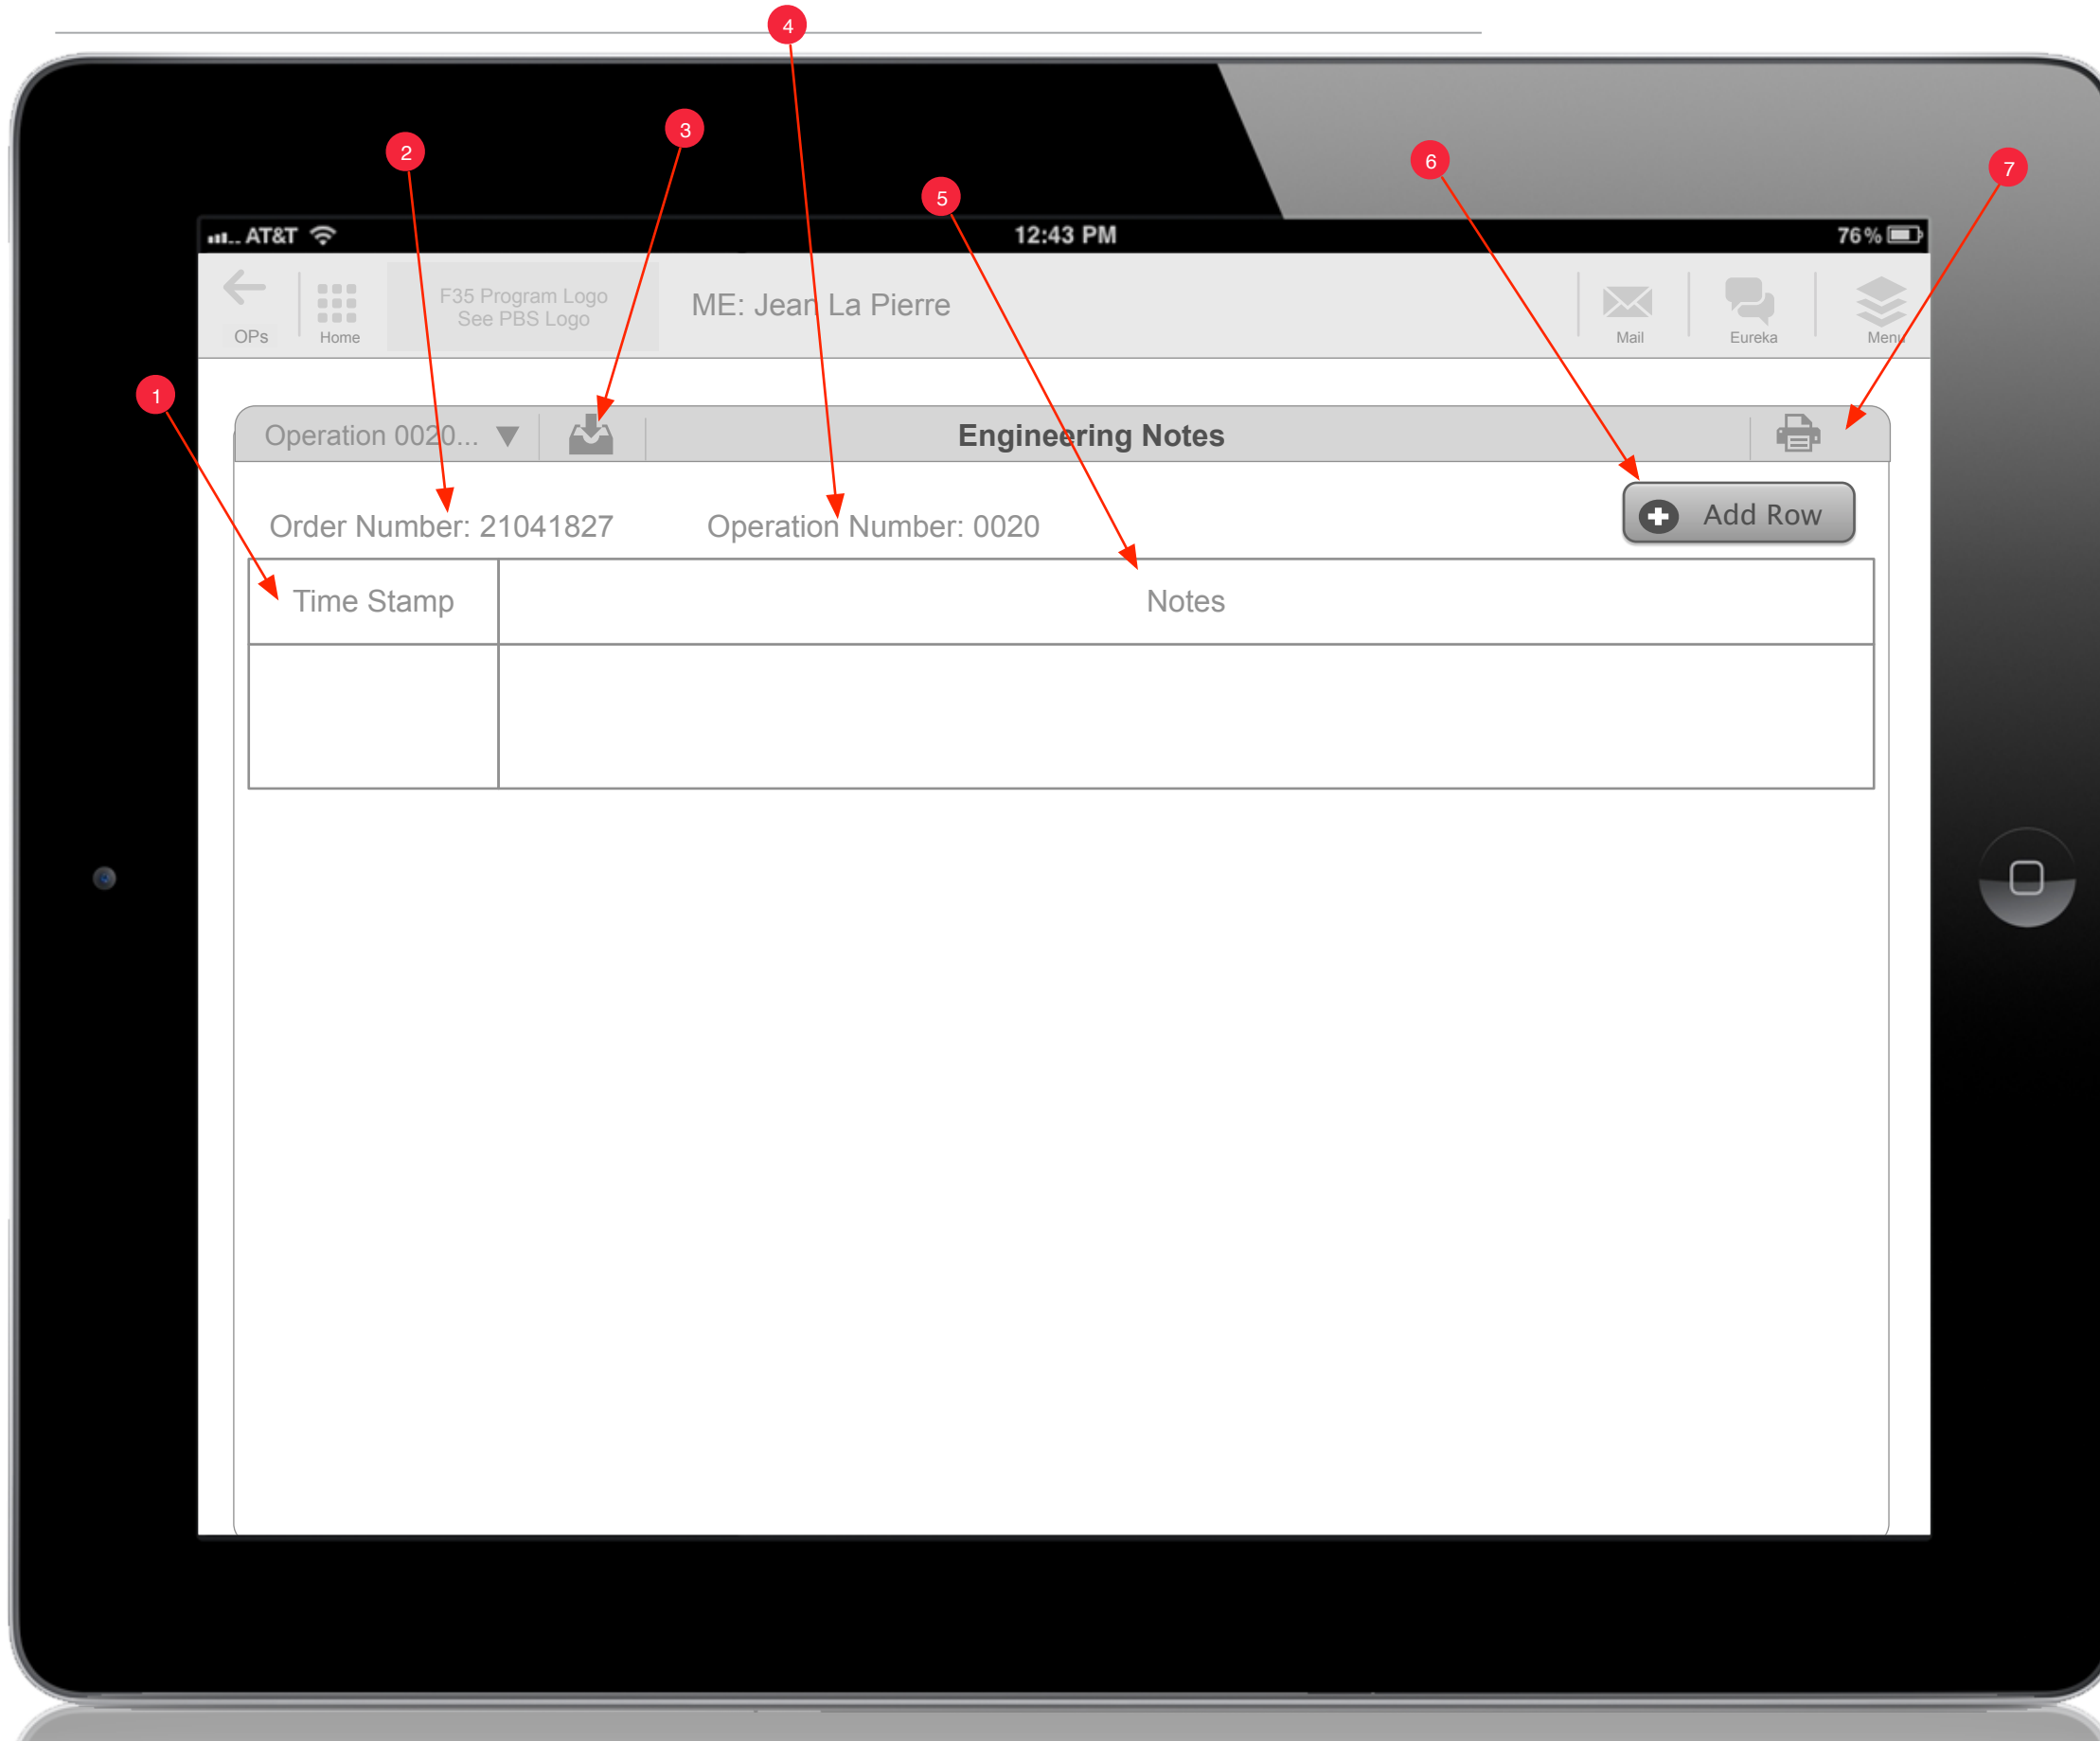 4
3
2
6
7
5
AT&T 12:43 PM 76%
OPs
Home
F35 Program Logo
See PBS Logo
ME: Jean La Pierre
Mail
Eureka
Menu
1
Operation 0020... Engineering Notes
Order Number: 21041827 Operation Number: 0020 Add Row
Time Stamp Notes